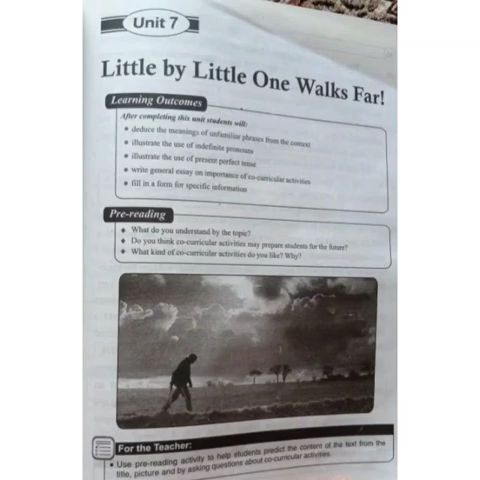 Unit 7
Little by Little One Walks Far!
Learning Outcomes
After completing this unit students will:
• deduce the meanings of unfamiliar phrases from the context
• illustrate the use of indefinite pronouns
• illustrate the use of present perfect tense
• write general essay on importance of co-curricular activities
• fill in a form for specific information
Pre-reading
◆ What do you understand by the topic?
◆ Do you think co-curricular activities may prepare students for the future?
◆ What kind of co-curricular activities do you like? Why?
For the Teacher:
• Use pre-reading activity to help students predict the content of the text from the
title, picture and by asking questions about co-curricular activities.